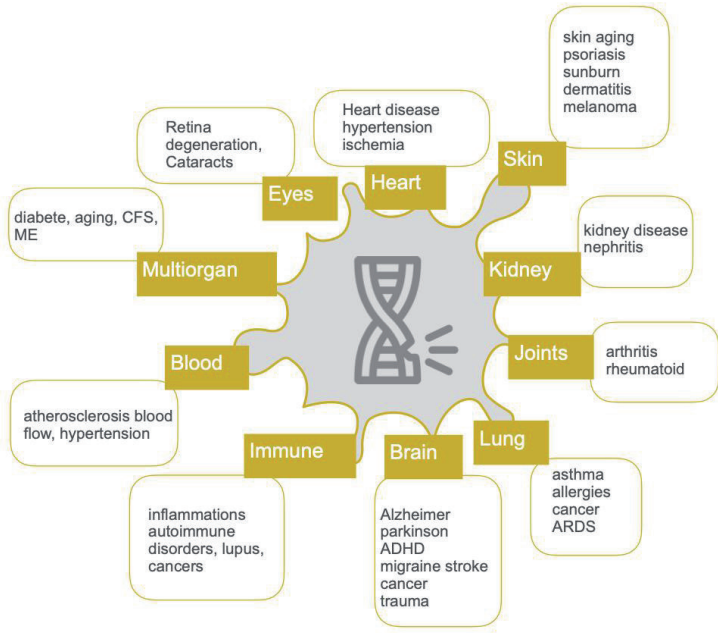 skin aging
psoriasis
sunburn
dermatitis
melanoma
Skin
Heart disease
hypertension
ischemia
Heart
Retina
degeneration,
Cataracts
Eyes
diabete, aging, CFS,
ME
Multiorgan
kidney disease
nephritis
Kidney
Blood
atherosclerosis blood
flow, hypertension
Joints
arthritis
rheumatoid
Immune
inflammations
autoimmune
disorders, lupus,
cancers
Brain
Alzheimer
parkinson
ADHD
migraine stroke
cancer
trauma
Lung
asthma
allergies
cancer
ARDS